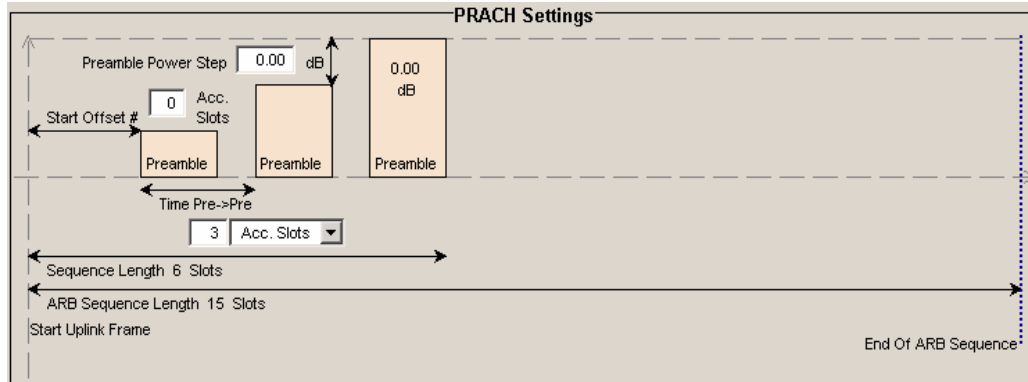 PRACH Settings
Preamble Power Step 0.00 dB
0.00
dB
0 Acc.
Slots
Start Offset #
Preamble Preamble Preamble
Time Pre->Pre
3 Acc. Slots
Sequence Length 6 Slots
ARB Sequence Length 15 Slots
Start Uplink Frame
End Of ARB Sequence